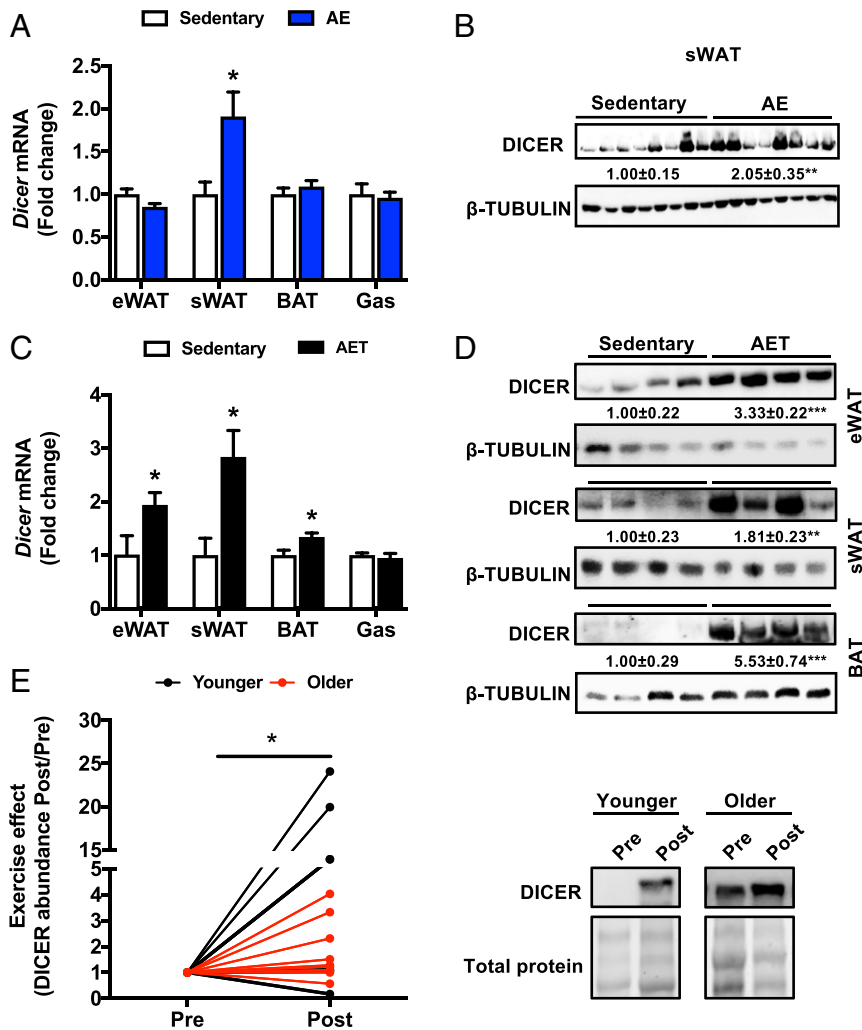 A
Sedentary AE
Dicer mRNA
(Fold change)
2.5
2.0
1.5
1.0
0.5
0.0
*
eWAT sWAT BAT Gas
B
sWAT
Sedentary AE
DICER
1.00±0.15 2.05±0.35**
β-TUBULIN
C
Sedentary AET
Dicer mRNA
(Fold change)
4
3
2
1
0
* * *
eWAT sWAT BAT Gas
D
Sedentary AET
DICER
1.00±0.22 3.33±0.22***
β-TUBULIN
eWAT
DICER
1.00±0.23 1.81±0.23**
β-TUBULIN
sWAT
DICER
1.00±0.29 5.53±0.74***
β-TUBULIN
BAT
E
Younger Older
Exercise effect
(DICER abundance Post/Pre)
30
25
20
15
5
4
3
2
1
0
*
Pre Post
Younger Older
Pre Post Pre Post
DICER
Total protein